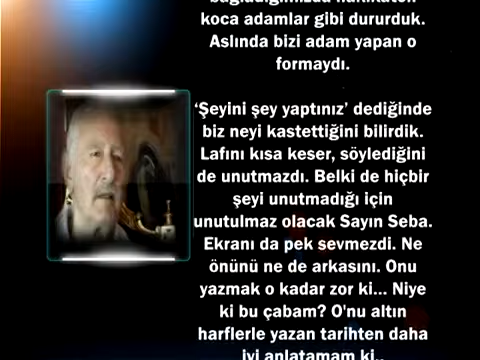 koca adamlar gibi dururduk.
Aslında bizi adam yapan o
formaydı.
‘Şeyini şey yaptınız’ dediğinde
biz neyi kastettiğini bilirdik.
Lafını kısa keser, söylediğini
de unutmazdı. Belki de hiçbir
şeyi unutmadığı için
unutulmaz olacak Sayın Seba.
Ekranı da pek sevmezdi. Ne
önünü ne de arkasını. Onu
yazmak o kadar zor ki... Niye
ki bu çabam? O'nu altın
harflerle yazan tarihten daha
iyi anlatamam ki..